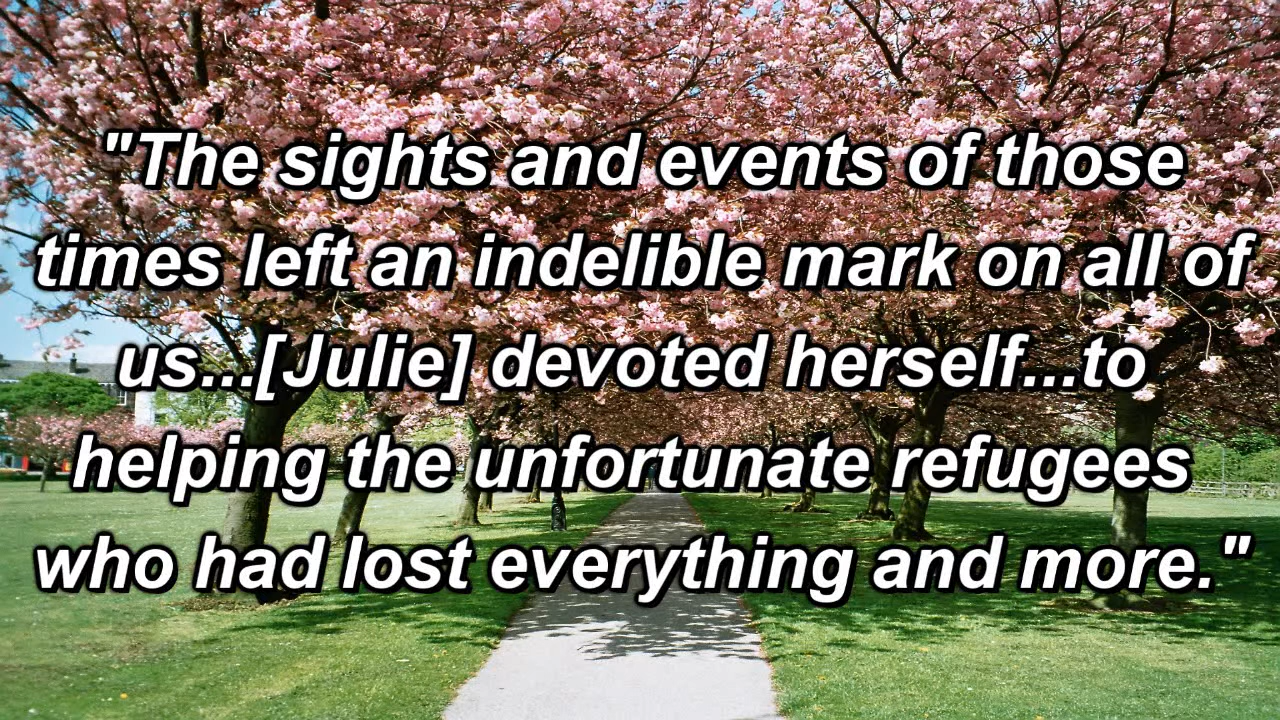 "The sights and events of those
times left an indelible mark on all of
us...[Julie] devoted herself...to
helping the unfortunate refugees
who had lost everything and more."